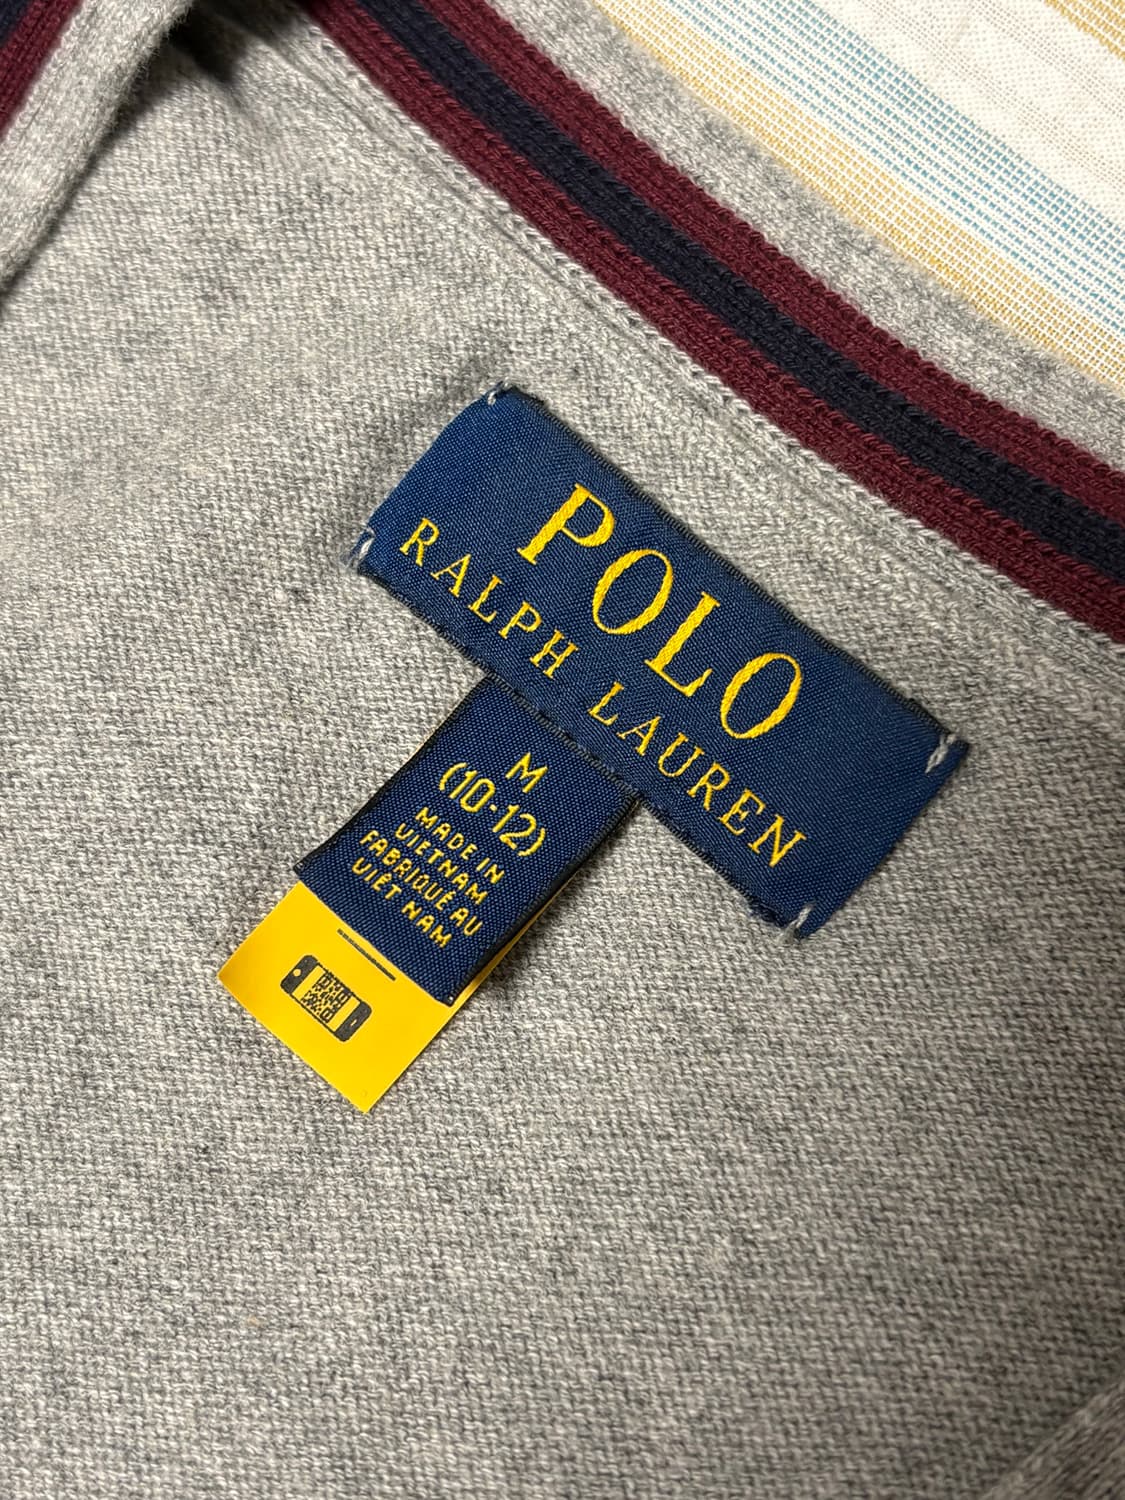 POLO
RALPH LAUREN
M
(10-12)
MADE IN
VIETNAM
FABRIQUÉ AU
VIÊT NAM